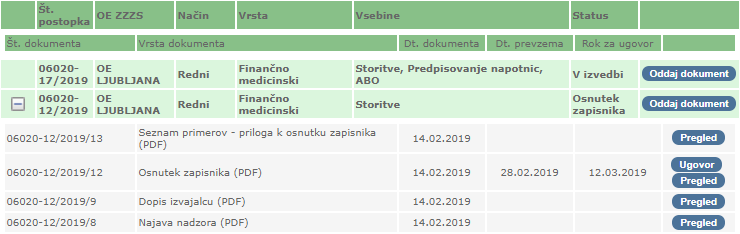 Št. postopka OE ZZZS Način Vrsta Vsebine Status
Št. dokumenta Vrsta dokumenta Dt. dokumenta Dt. prevzema Rok za ugovor
06020-17/2019 OE LJUBLJANA Redni Finančno medicinski Storitve, Predpisovanje napotnic, ABO V izvedbi Oddaj dokument
06020-12/2019 OE LJUBLJANA Redni Finančno medicinski Storitve Osnutek zapisnika Oddaj dokument
06020-12/2019/13 Seznam primerov - priloga k osnutku zapisnika (PDF) 14.02.2019 Pregled
06020-12/2019/12 Osnutek zapisnika (PDF) 14.02.2019 28.02.2019 12.03.2019 Ugovor Pregled
06020-12/2019/9 Dopis izvajalcu (PDF) 14.02.2019 Pregled
06020-12/2019/8 Najava nadzora (PDF) 14.02.2019 Pregled